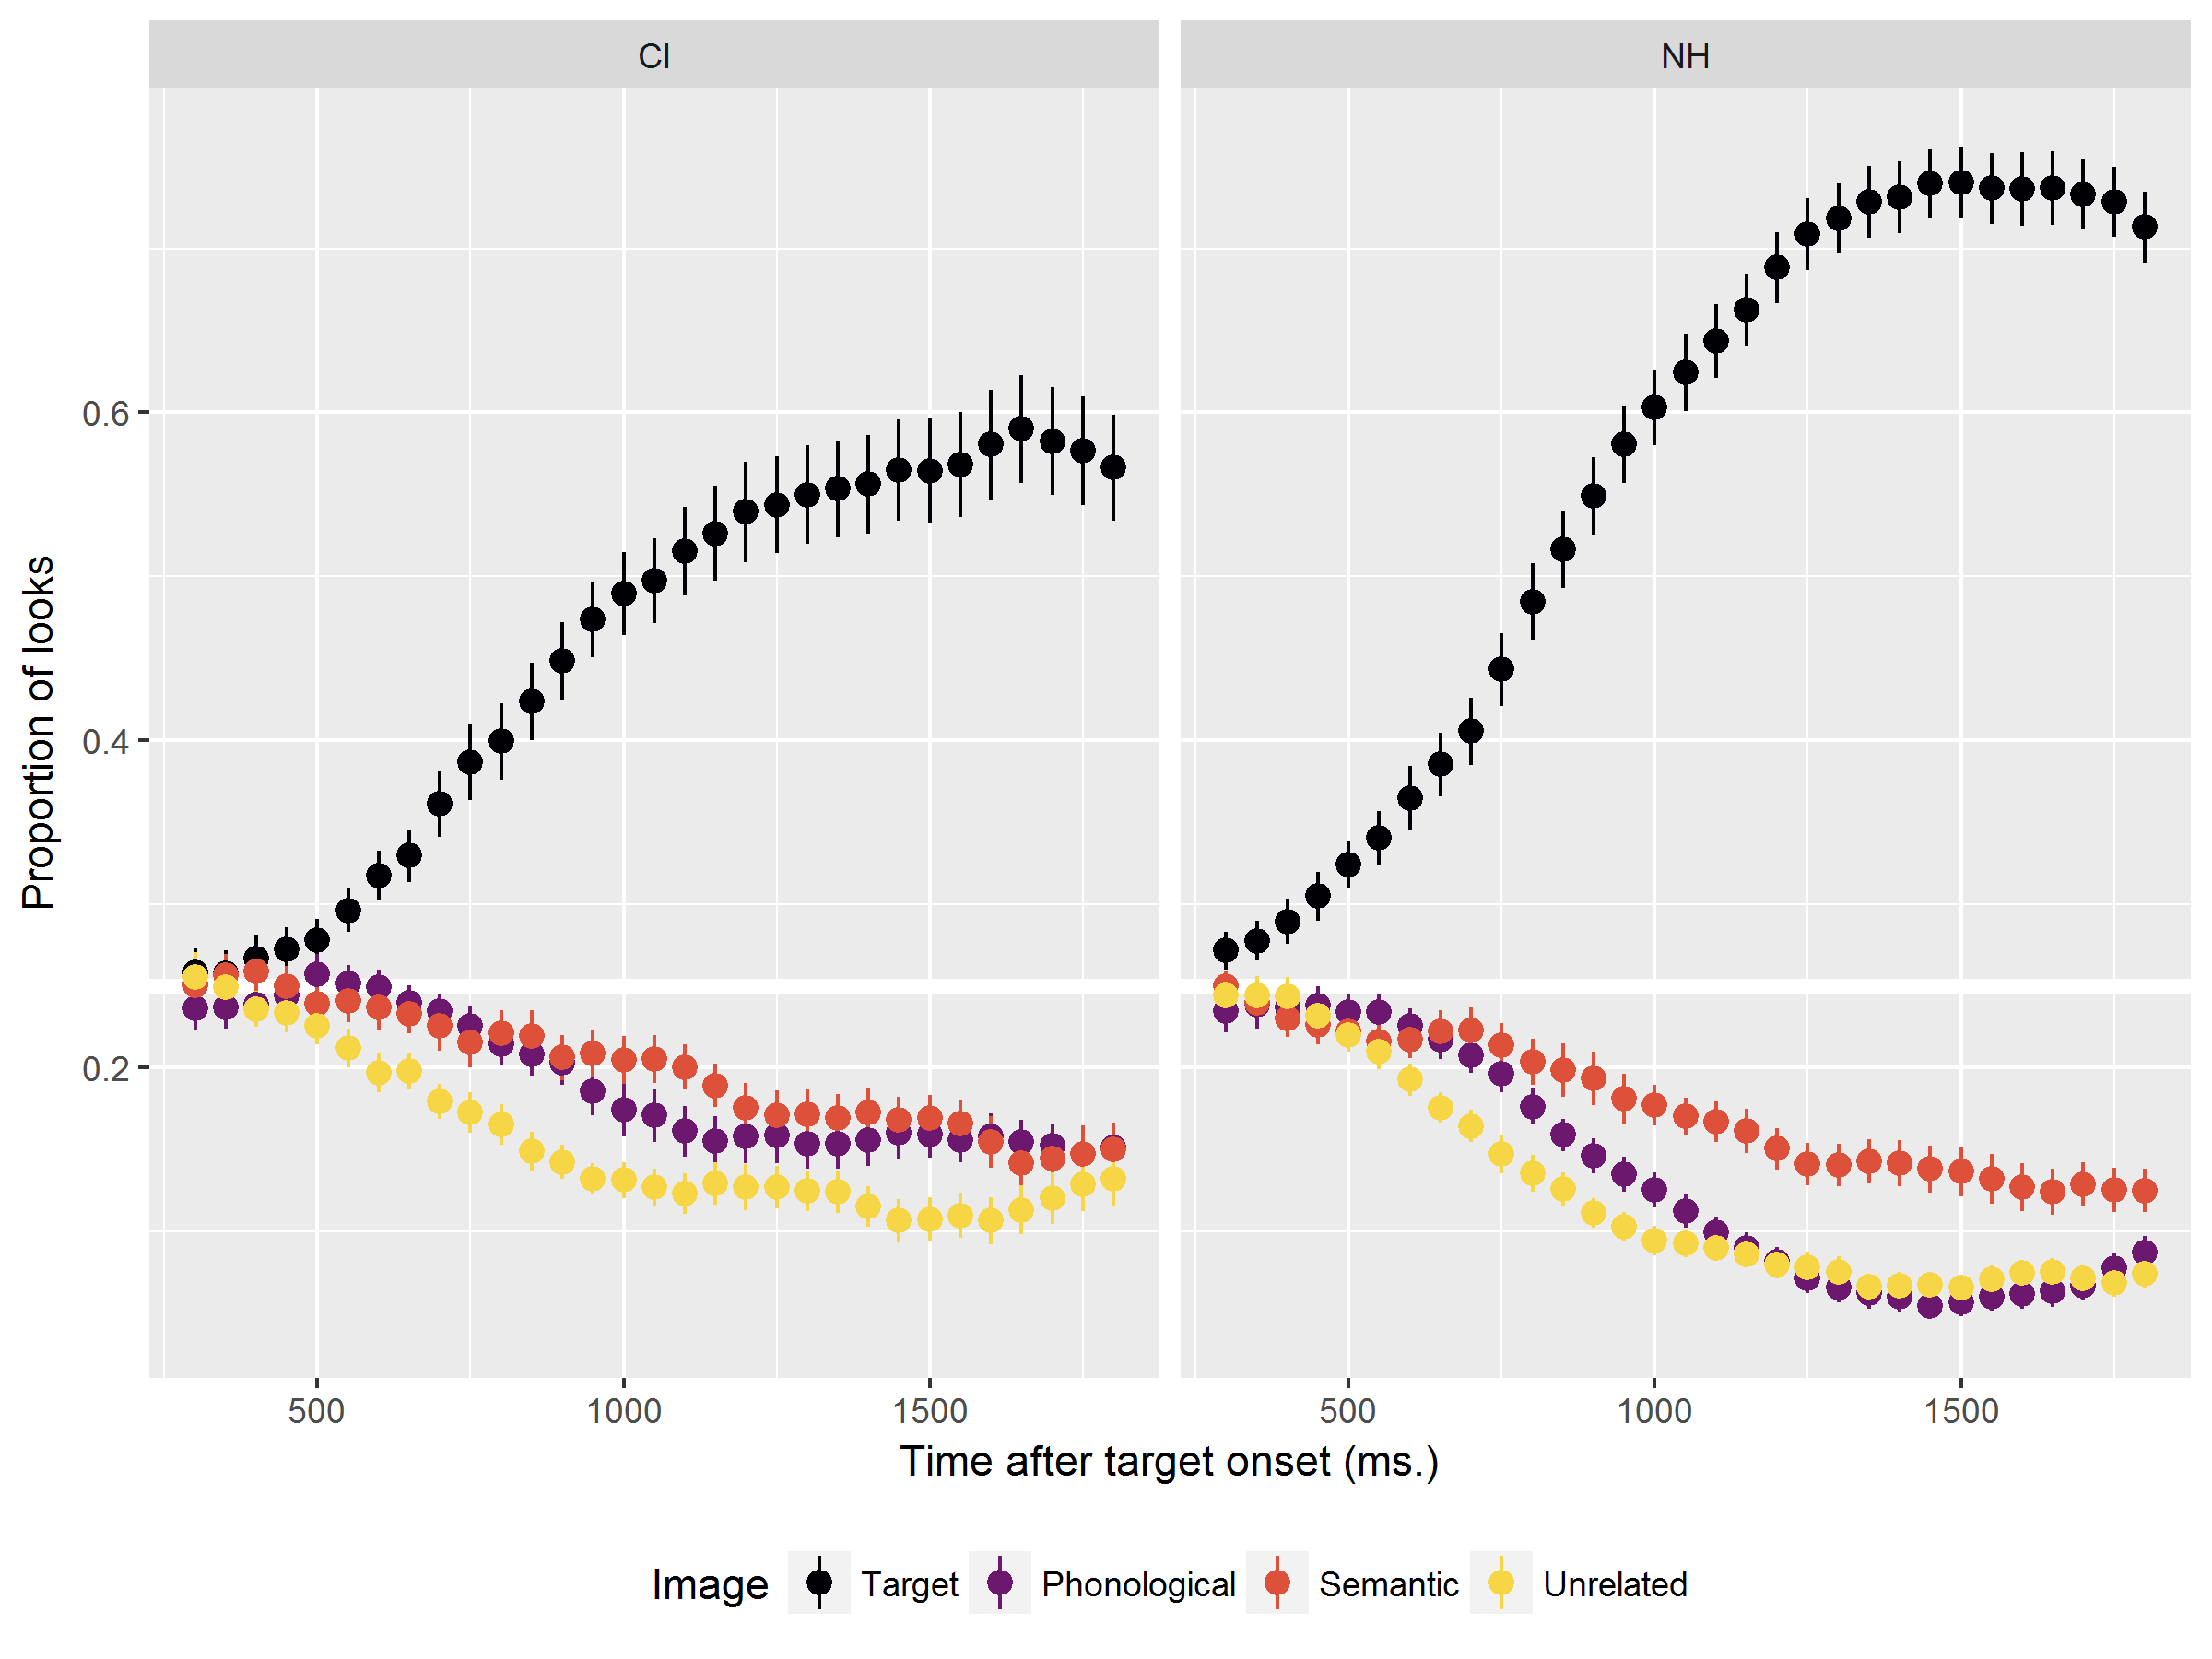 CI
NH
Proportion of looks
0.6
0.4
0.2
500 1000 1500
500 1000 1500
Time after target onset (ms.)
Image Target Phonological Semantic Unrelated